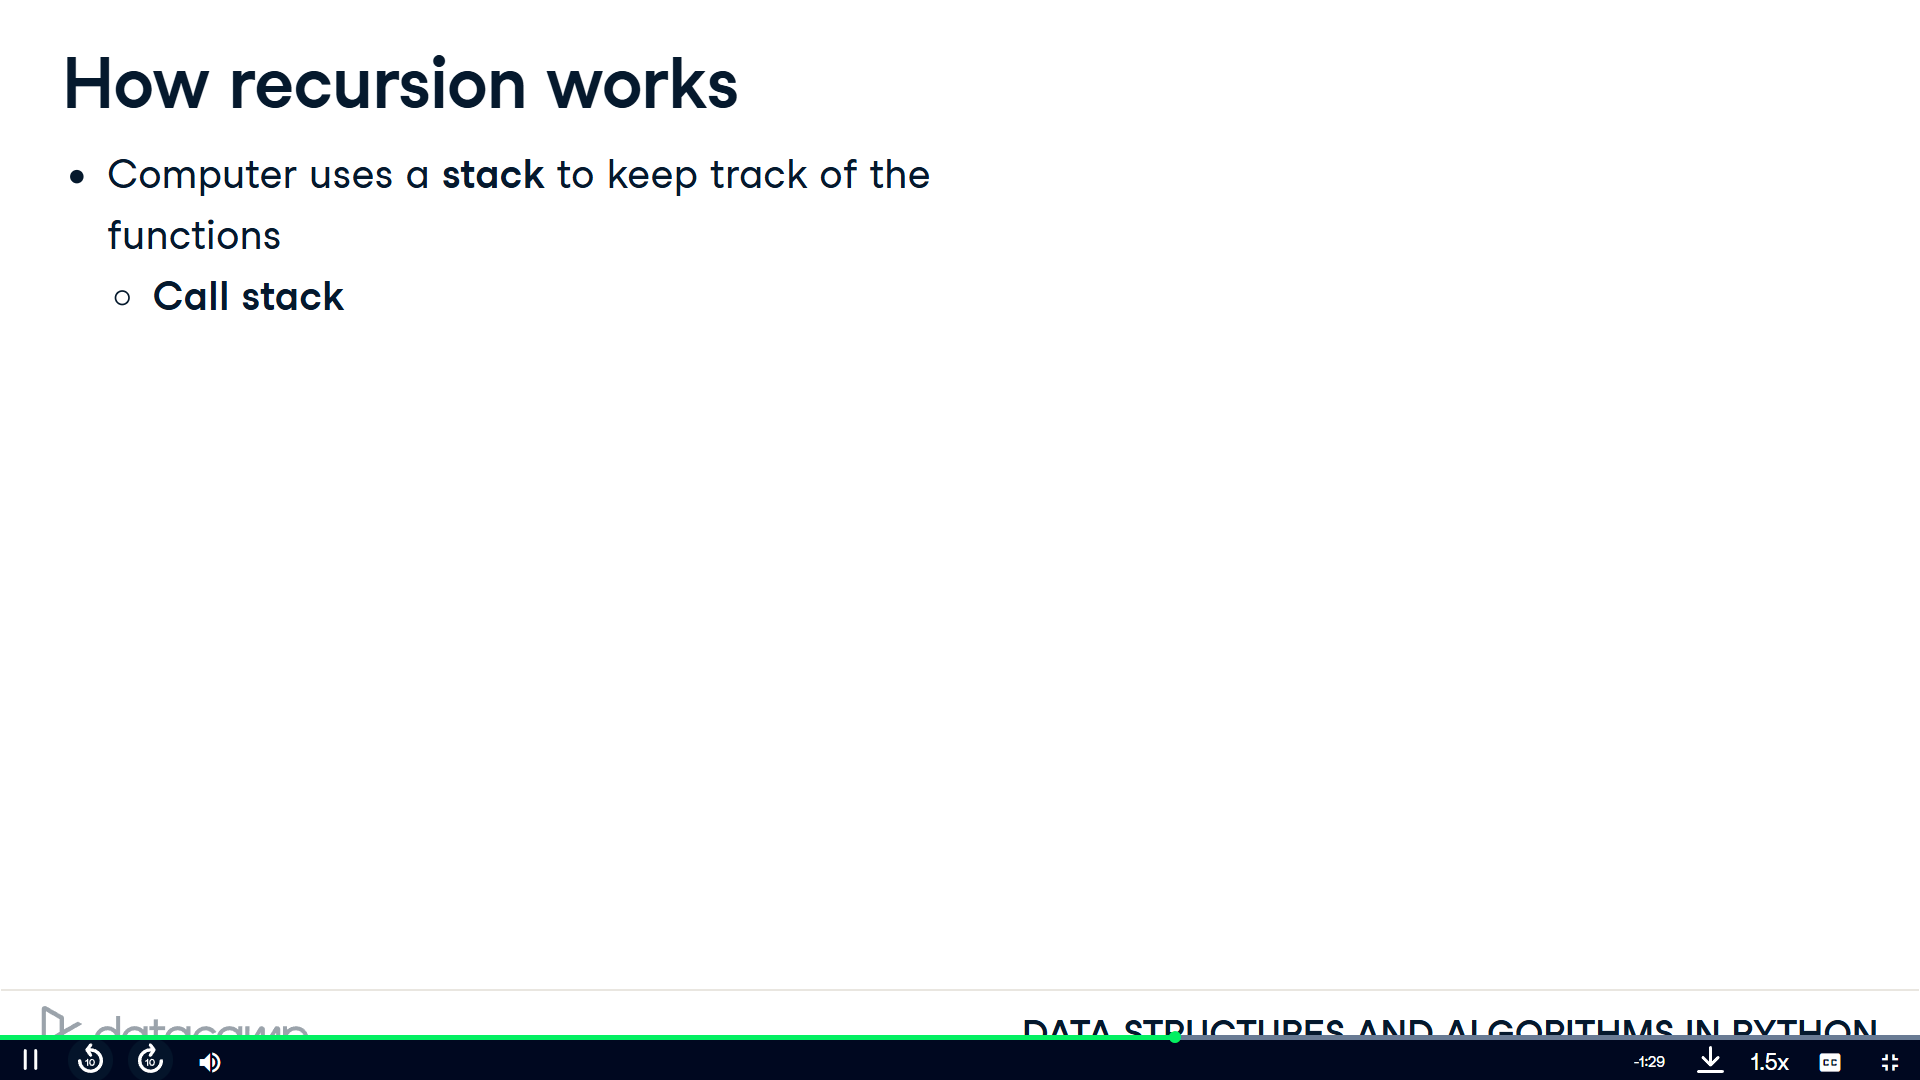 How recursion works
• Computer uses a stack to keep track of the
functions
○ Call stack
datacamp
DATA STRUCTURES AND ALGORITHMS IN PYTHON
10 10 -1:29 1.5x CC